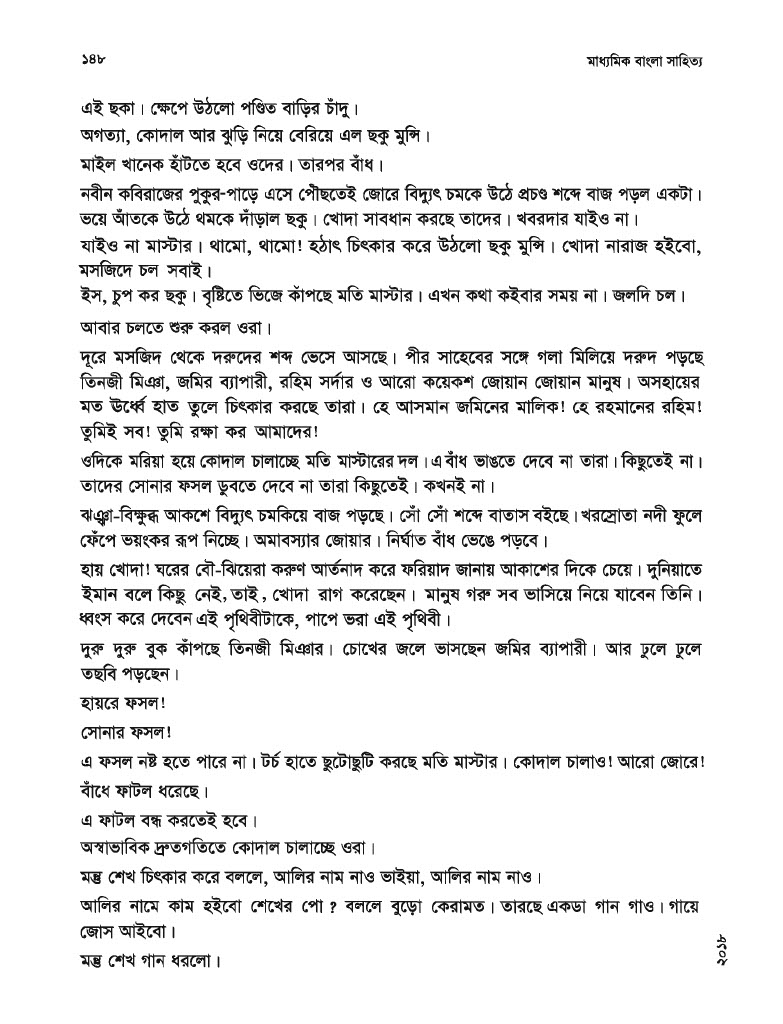 ১৪৮
মাধ্যমিক বাংলা সাহিত্য
এই ছকা। ক্ষেপে উঠলো পণ্ডিত বাড়ির চাঁদু।
অগত্যা, কোদাল আর ঝুড়ি নিয়ে বেরিয়ে এল ছকু মুন্সি।
মাইল খানেক হাঁটতে হবে ওদের। তারপর বাঁধ।
নবীন কবিরাজের পুকুর-পাড়ে এসে পৌঁছতেই জোরে বিদ্যুৎ চমকে উঠে প্রচণ্ড শব্দে বাজ পড়ল একটা।
ভয়ে আঁতকে উঠে থমকে দাঁড়াল ছকু। খোদা সাবধান করছে তাদের। খবরদার যাইও না।
যাইও না মাস্টার। থামো, থামো! হঠাৎ চিৎকার করে উঠলো ছকু মুন্সি। খোদা নারাজ হইবো,
মসজিদে চল সবাই।
ইস, চুপ কর ছকু। বৃষ্টিতে ভিজে কাঁপছে মতি মাস্টার। এখন কথা কইবার সময় না। জলদি চল।
আবার চলতে শুরু করল ওরা।
দূরে মসজিদ থেকে দরুদের শব্দ ভেসে আসছে। পীর সাহেবের সঙ্গে গলা মিলিয়ে দরুদ পড়ছে
তিনজী মিঞা, জমির ব্যাপারী, রহিম সর্দার ও আরো কয়েকশ জোয়ান জোয়ান মানুষ। অসহায়ের
মত ঊর্ধ্বে হাত তুলে চিৎকার করছে তারা। হে আসমান জমিনের মালিক! হে রহমানের রহিম!
তুমিই সব! তুমি রক্ষা কর আমাদের!
ওদিকে মরিয়া হয়ে কোদাল চালাচ্ছে মতি মাস্টারের দল। এ বাঁধ ভাঙতে দেবে না তারা। কিছুতেই না।
তাদের সোনার ফসল ডুবতে দেবে না তারা কিছুতেই। কখনই না।
ঝঞ্ঝা-বিক্ষুব্ধ আকশে বিদ্যুৎ চমকিয়ে বাজ পড়ছে। সোঁ সোঁ শব্দে বাতাস বইছে। খরস্রোতা নদী ফুলে
ফেঁপে ভয়ংকর রূপ নিচ্ছে। অমাবস্যার জোয়ার। নির্ঘাত বাঁধ ভেঙে পড়বে।
হায় খোদা! ঘরের বৌ-ঝিয়েরা করুণ আর্তনাদ করে ফরিয়াদ জানায় আকাশের দিকে চেয়ে। দুনিয়াতে
ইমান বলে কিছু নেই, তাই, খোদা রাগ করেছেন। মানুষ গরু সব ভাসিয়ে নিয়ে যাবেন তিনি।
ধ্বংস করে দেবেন এই পৃথিবীটাকে, পাপে ভরা এই পৃথিবী।
দুরু দুরু বুক কাঁপছে তিনজী মিঞার। চোখের জলে ভাসছেন জমির ব্যাপারী। আর ঢুলে ঢুলে
তছবি পড়ছেন।
হায়রে ফসল!
সোনার ফসল!
এ ফসল নষ্ট হতে পারে না। টর্চ হাতে ছুটোছুটি করছে মতি মাস্টার। কোদাল চালাও! আরো জোরে!
বাঁধে ফাটল ধরেছে।
এ ফাটল বন্ধ করতেই হবে।
অস্বাভাবিক দ্রুতগতিতে কোদাল চালাচ্ছে ওরা।
মন্তু শেখ চিৎকার করে বললে, আলির নাম নাও ভাইয়া, আলির নাম নাও।
আলির নামে কাম হইবো শেখের পো? বললে বুড়ো কেরামত। তারছে একডা গান গাও। গায়ে
জোস আইবো।
মন্তু শেখ গান ধরলো।
২০১৮